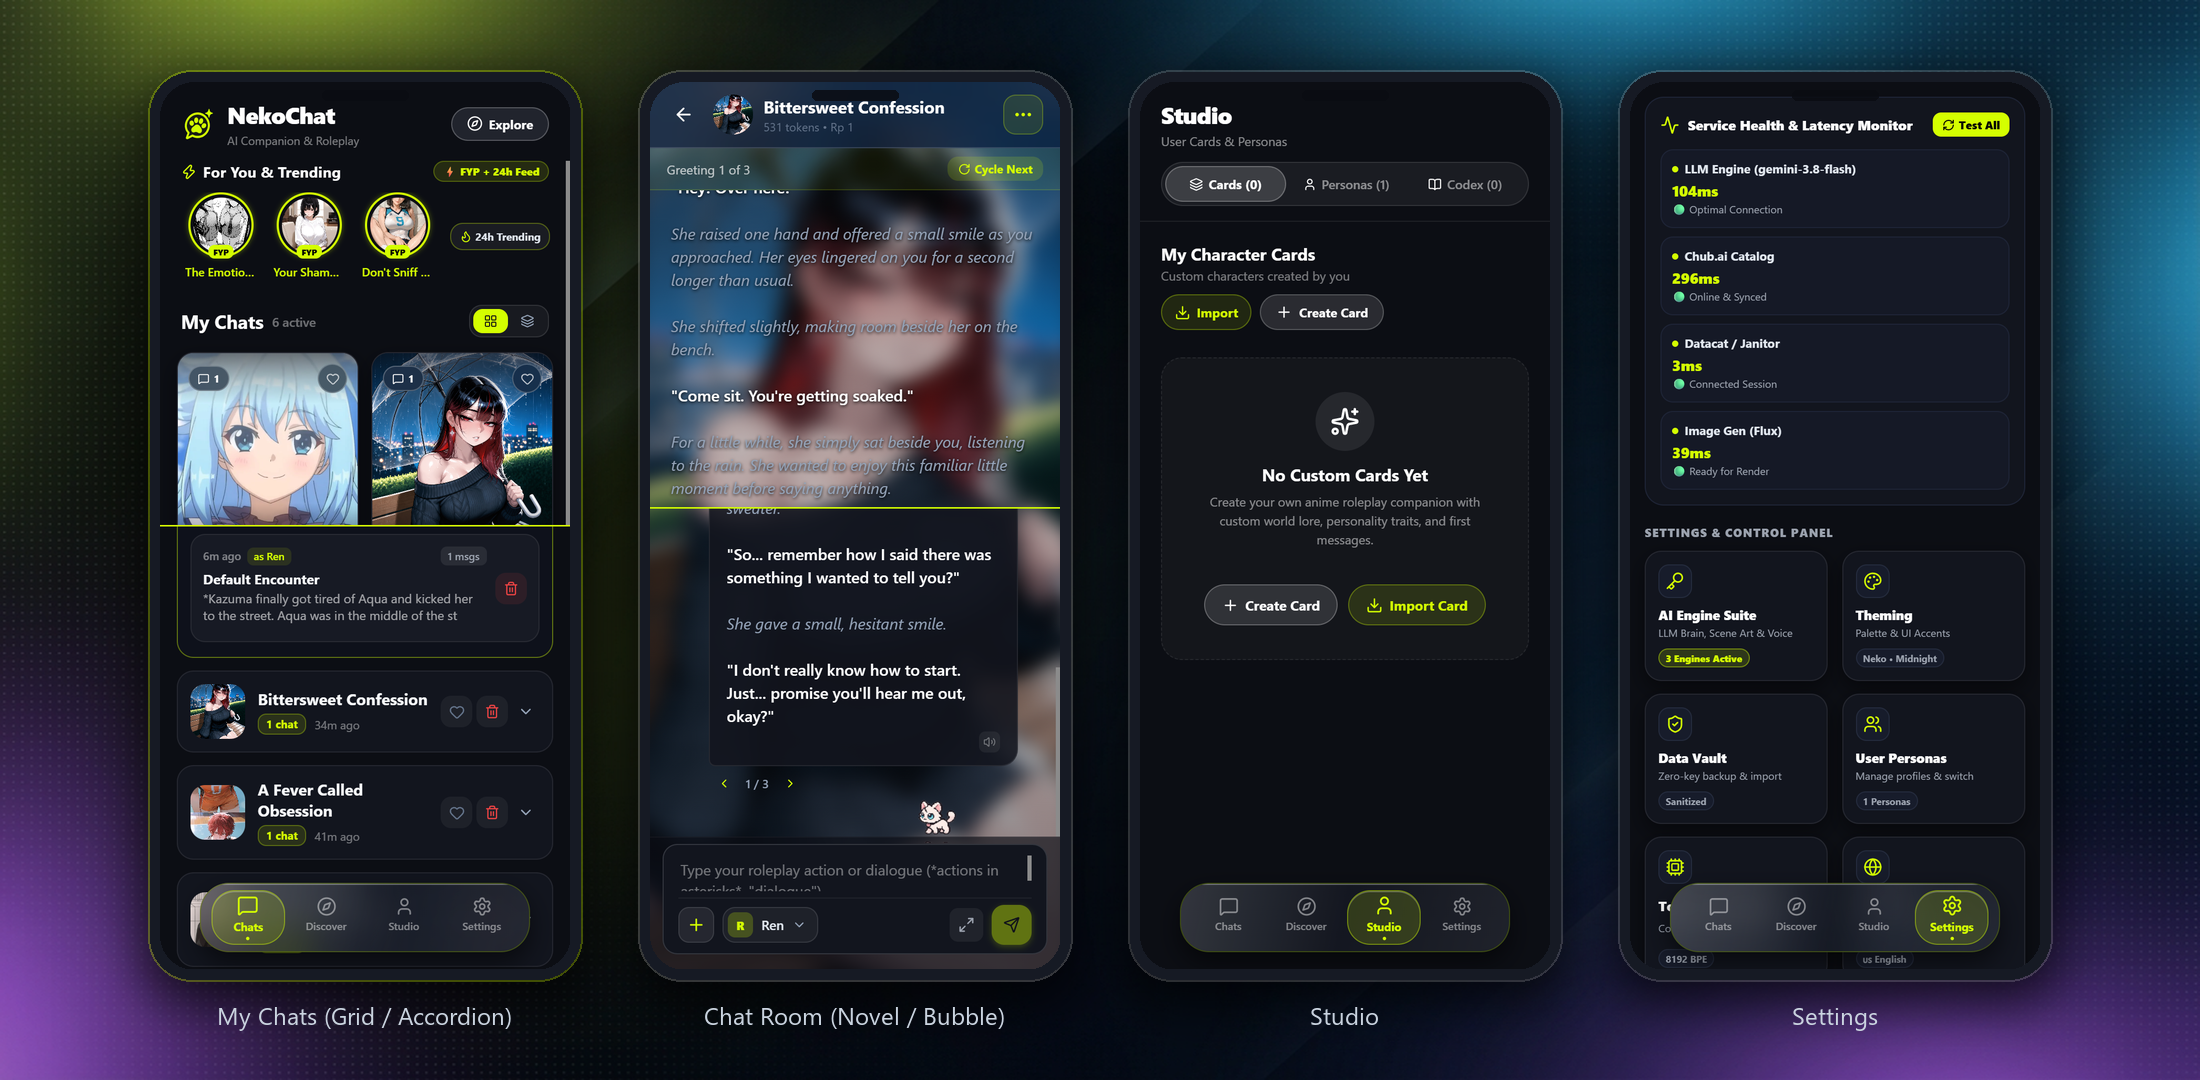 NekoChat
AI Companion & Roleplay
Explore
For You & Trending
FYP + 24h Feed
FYP
FYP
FYP
24h Trending
The Emotio...
Your Sham...
Don't Sniff ...
My Chats 6 active
1
1
6m ago as Ren 1 msgs
Default Encounter
*Kazuma finally got tired of Aqua and kicked her
to the street. Aqua was in the middle of the st
Bittersweet Confession
1 chat 34m ago
A Fever Called
Obsession
1 chat 41m ago
Chats
Discover
Studio
Settings
My Chats (Grid / Accordion)
Bittersweet Confession
531 tokens • Rp 1
Greeting 1 of 3
Cycle Next
"Hey! Over here."
She raised one hand and offered a small smile as you
approached. Her eyes lingered on you for a second
longer than usual.
She shifted slightly, making room beside her on the
bench.
"Come sit. You're getting soaked."
For a little while, she simply sat beside you, listening
to the rain. She wanted to enjoy this familiar little
moment before saying anything.
sweater.
"So... remember how I said there was
something I wanted to tell you?"
She gave a small, hesitant smile.
"I don't really know how to start.
Just... promise you'll hear me out,
okay?"
1 / 3
Type your roleplay action or dialogue (*actions in
asterisks*, "dialogue")
R Ren
Chat Room (Novel / Bubble)
Studio
User Cards & Personas
Cards (0)
Personas (1)
Codex (0)
My Character Cards
Custom characters created by you
Import
Create Card
No Custom Cards Yet
Create your own anime roleplay companion with
custom world lore, personality traits, and first
messages.
Create Card
Import Card
Chats
Discover
Studio
Settings
Studio
Service Health & Latency Monitor
Test All
LLM Engine (gemini-3.8-flash)
104ms
Optimal Connection
Chub.ai Catalog
296ms
Online & Synced
Datacat / Janitor
3ms
Connected Session
Image Gen (Flux)
39ms
Ready for Render
SETTINGS & CONTROL PANEL
AI Engine Suite
LLM Brain, Scene Art & Voice
3 Engines Active
Theming
Palette & UI Accents
Neko • Midnight
Data Vault
Zero-key backup & import
Sanitized
User Personas
Manage profiles & switch
1 Personas
8192 BPE
us English
Chats
Discover
Studio
Settings
Settings